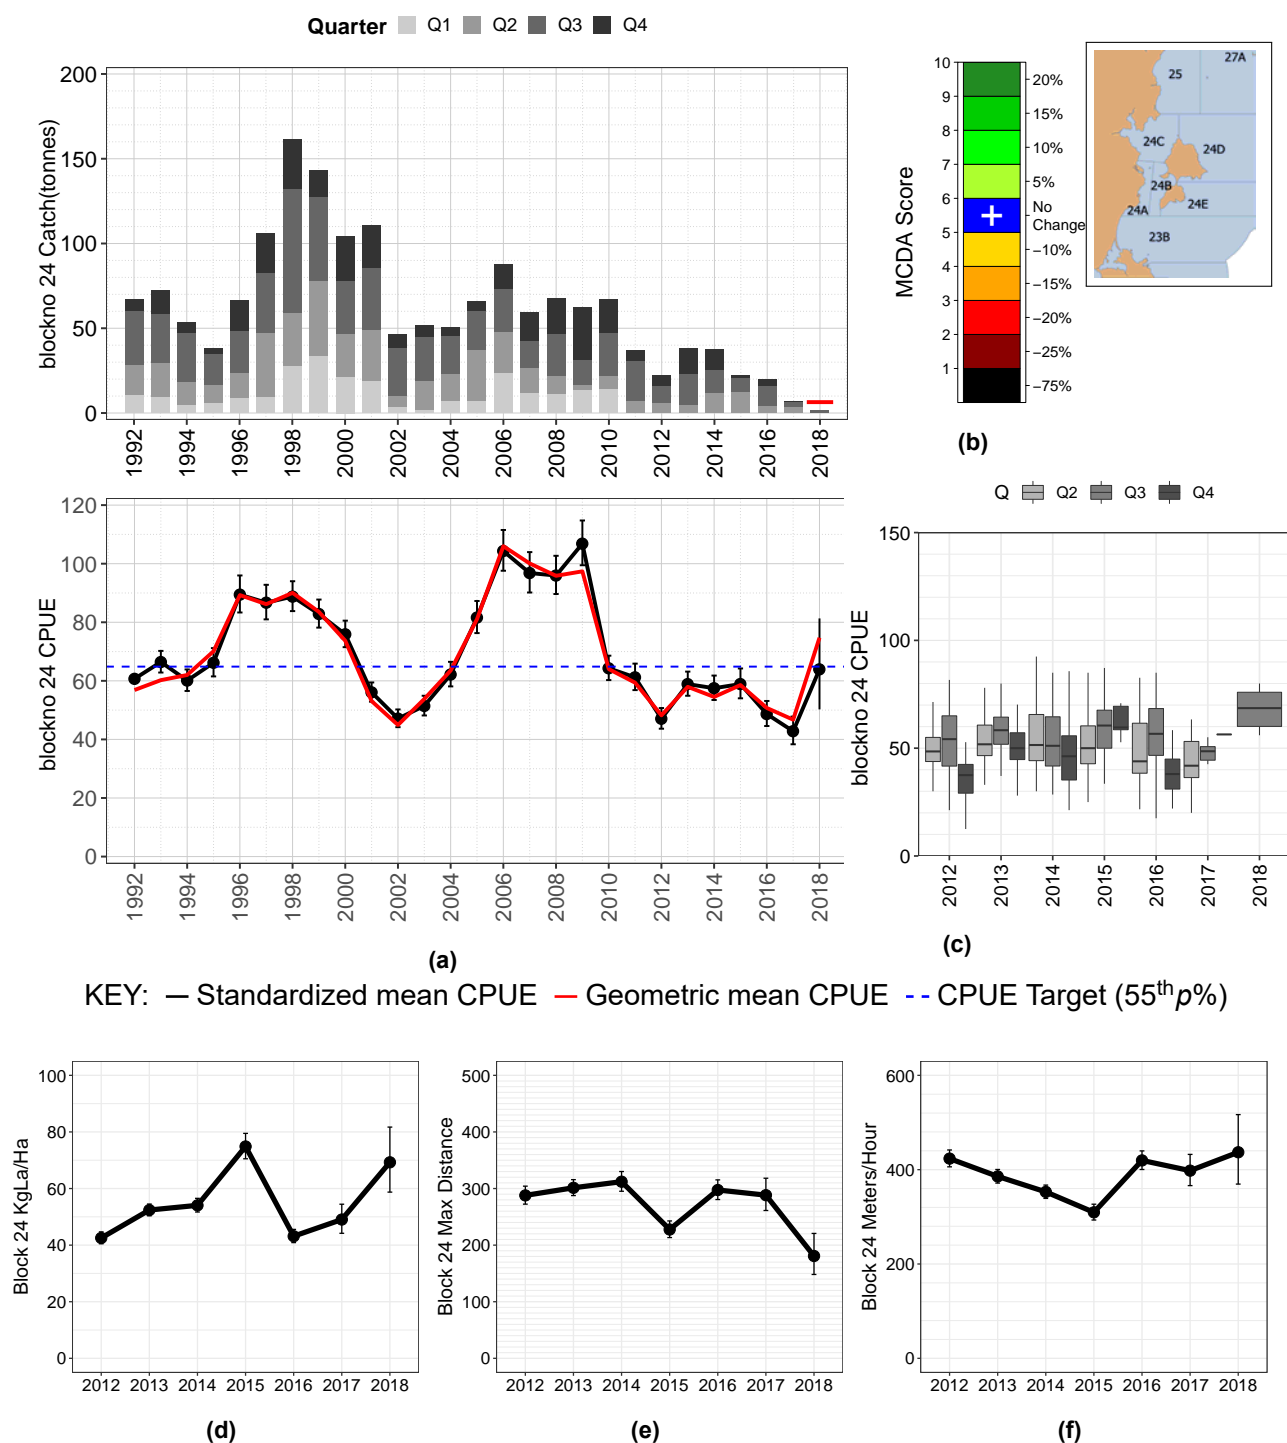 Quarter Q1 Q2 Q3 Q4
blockno 24 Catch(tonnes)
200
150
100
50
0
1992 1994 1996 1998 2000 2002 2004 2006 2008 2010 2012 2014 2016 2018
blockno 24 CPUE
120
100
80
60
40
20
0
1992 1994 1996 1998 2000 2002 2004 2006 2008 2010 2012 2014 2016 2018
(a)
MCDA Score
10
9
8
7
6
5
4
3
2
1
20%
15%
10%
5%
No
Change
−10%
−15%
−20%
−25%
−75%
(b)
27A
25
24C
24D
24B
24E
24A
23B
Q Q2 Q3 Q4
blockno 24 CPUE
150
100
50
0
2012 2013 2014 2015 2016 2017 2018
(c)
KEY: Standardized mean CPUE Geometric mean CPUE CPUE Target (55th p%)
Block 24 KgLa/Ha
100
80
60
40
20
0
2012 2013 2014 2015 2016 2017 2018
(d)
Block 24 Max Distance
500
400
300
200
100
0
2012 2013 2014 2015 2016 2017 2018
(e)
Block 24 Meters/Hour
600
400
200
0
2012 2013 2014 2015 2016 2017 2018
(f)